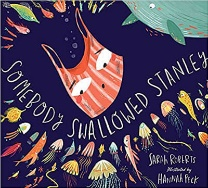 SOMEBODY SWALLOWED STANLEY
SARAH ROBERTS
illustrated by
HANNAH PECK